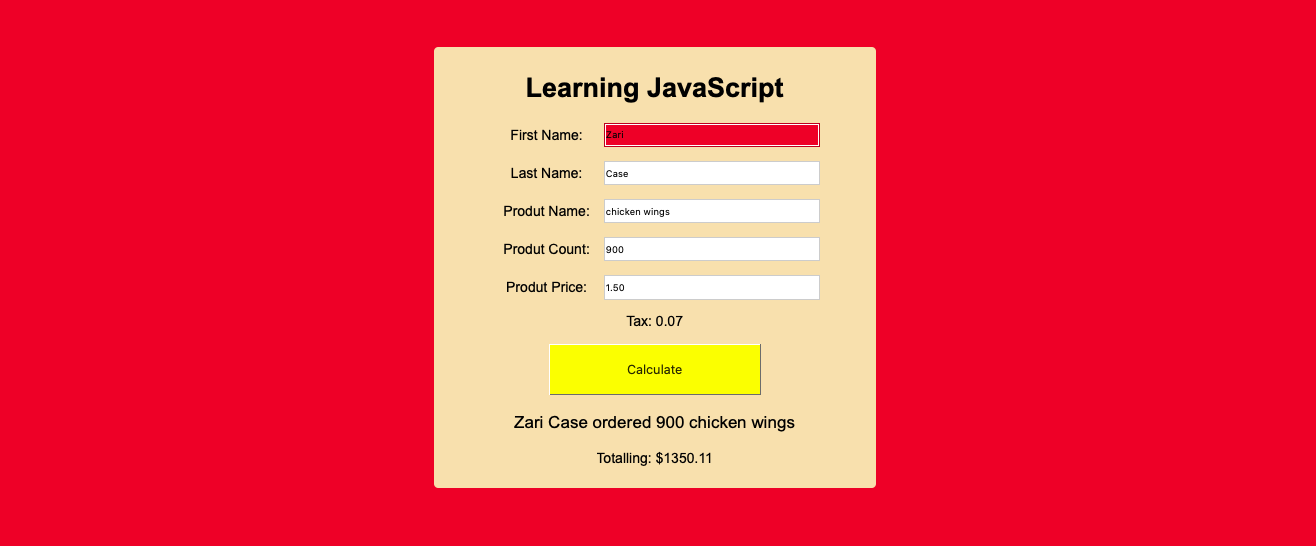 Learning JavaScript
First Name: Zari
Last Name: Case
Produt Name: chicken wings
Produt Count: 900
Produt Price: 1.50
Tax: 0.07
Calculate
Zari Case ordered 900 chicken wings
Totalling: $1350.11